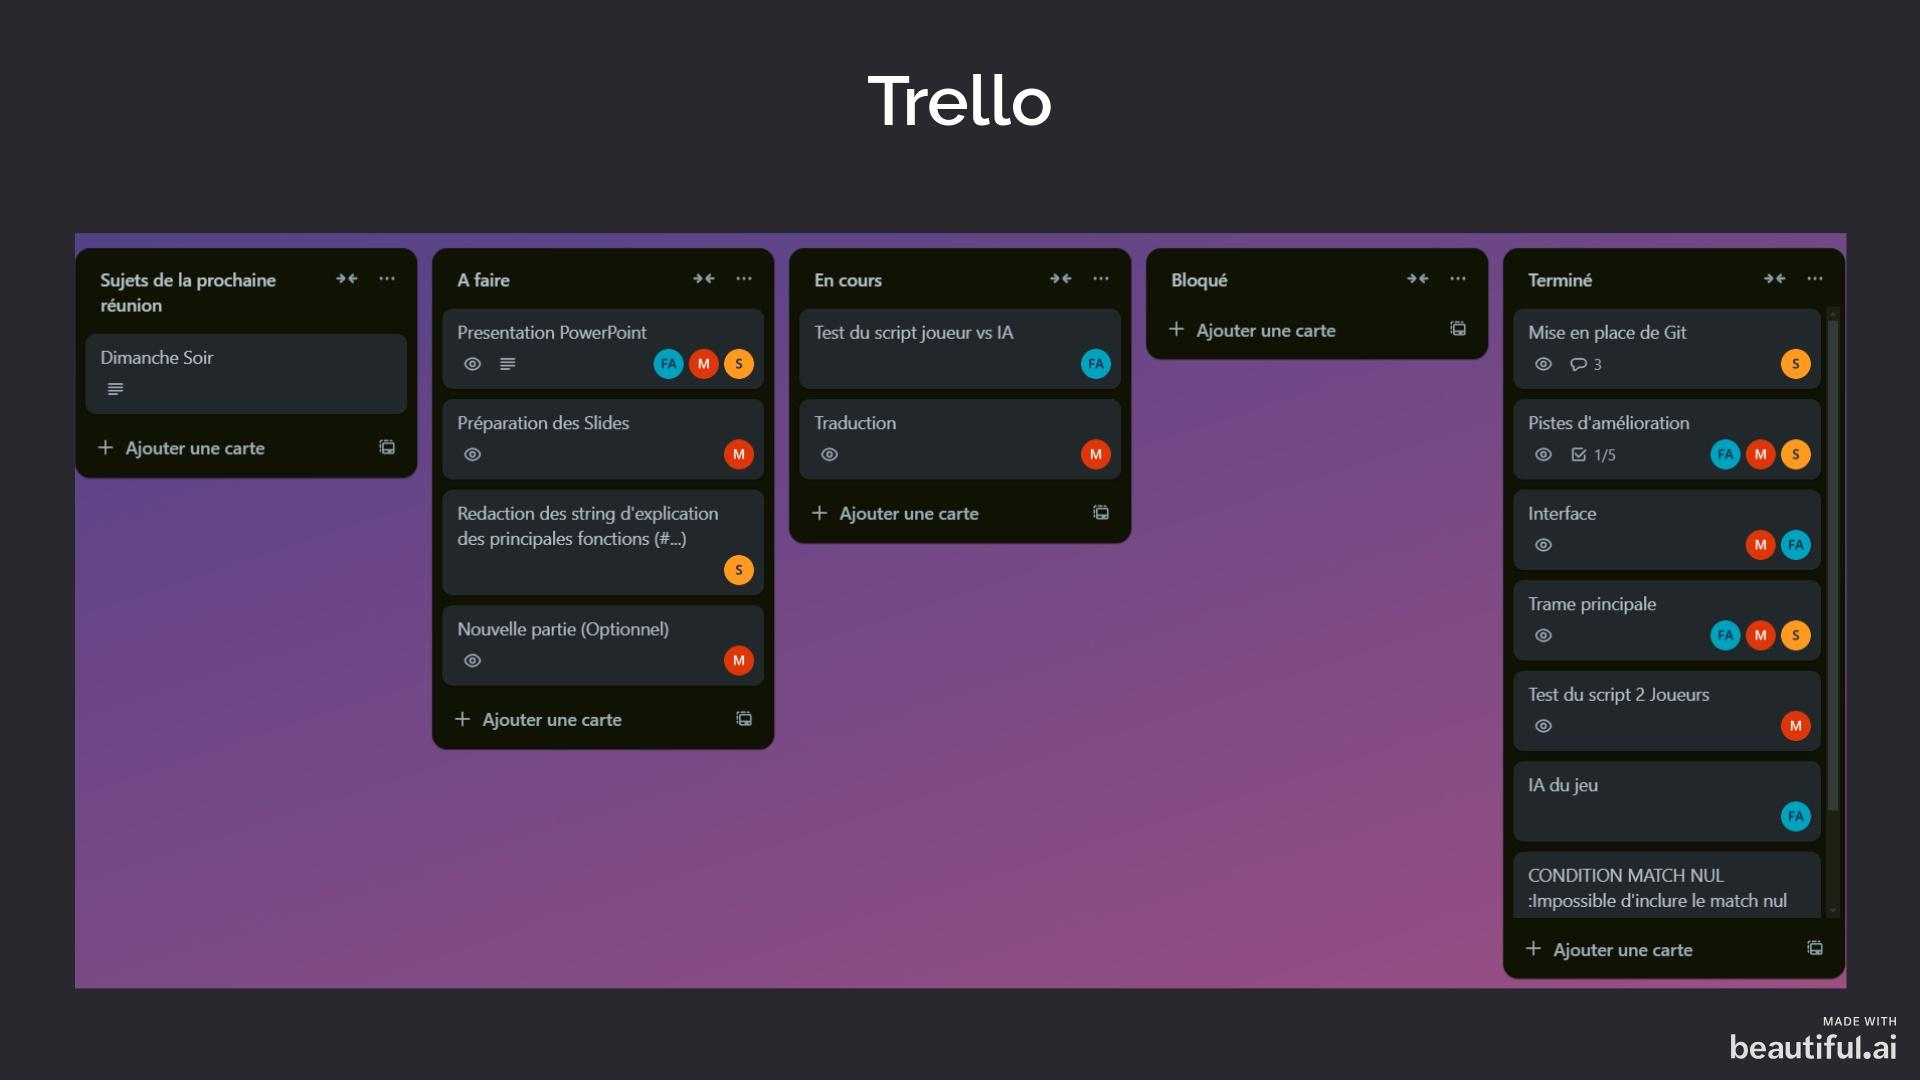 Trello
Sujets de la prochaine
réunion
Dimanche Soir
Ajouter une carte
A faire
Presentation PowerPoint
FA M S
Préparation des Slides
M
Redaction des string d'explication
des principales fonctions (#...)
S
Nouvelle partie (Optionnel)
M
Ajouter une carte
En cours
Test du script joueur vs IA
FA
Traduction
M
Ajouter une carte
Bloqué
Ajouter une carte
Terminé
Mise en place de Git
3 S
Pistes d'amélioration
1/5 FA M S
Interface
M FA
Trame principale
FA M S
Test du script 2 Joueurs
M
IA du jeu
FA
CONDITION MATCH NUL
:Impossible d'inclure le match nul
Ajouter une carte
MADE WITH
beautiful.ai